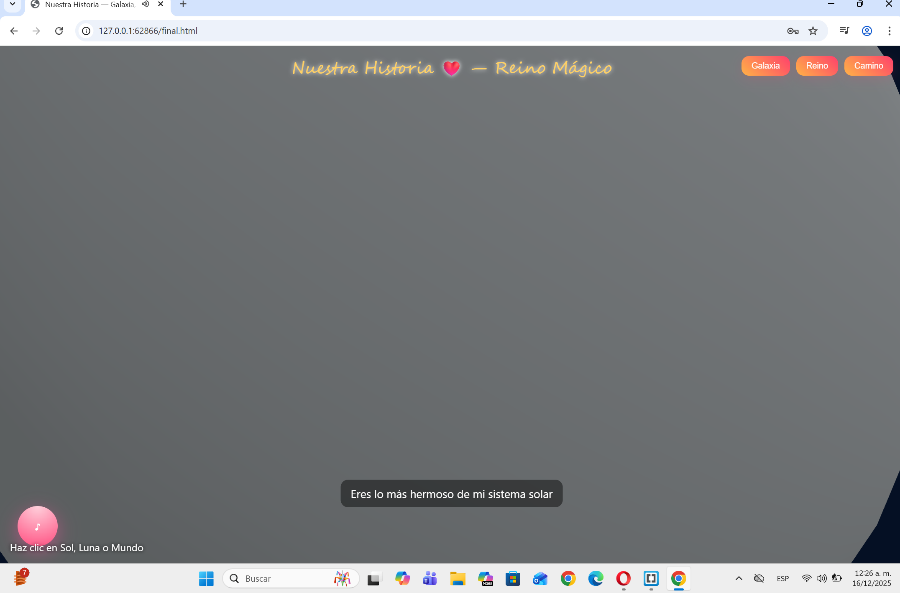 Nuestra Historia — Galaxia,
127.0.0.1:62866/final.html
Nuestra Historia 💗 — Reino Mágico
Galaxia
Reino
Camino
Eres lo más hermoso de mi sistema solar
♪
Haz clic en Sol, Luna o Mundo
7
Buscar
ESP
12:26 a. m.
16/12/2025